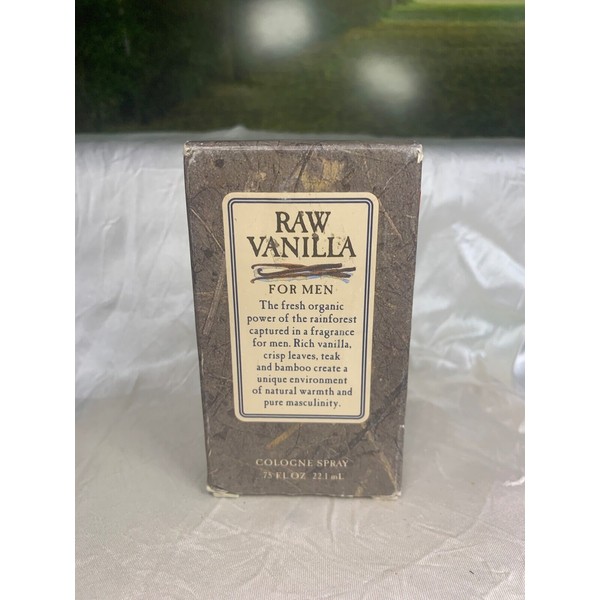 RAW
VANILLA
FOR MEN
The fresh organic
power of the rainforest
captured in a fragrance
for men. Rich vanilla,
crisp leaves, teak
and bamboo create a
unique environment
of natural warmth and
pure masculinity.
COLOGNE SPRAY
.75 FL OZ 22.1 mL